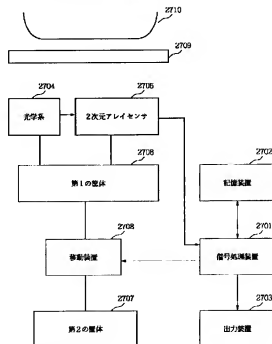 2710
2709
2704
2705
光学系
2次元アレイセンサ
2708
2702
第1の筐体
記憶装置
2708
2701
移動装置
信号処理装置
2707
2703
第2の筐体
出力装置